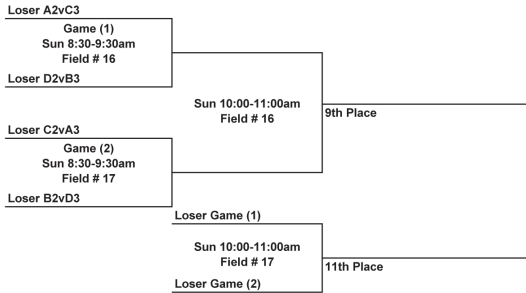 Loser A2vC3
Game (1)
Sun 8:30-9:30am
Field # 16
Loser D2vB3
Sun 10:00-11:00am
Field # 16
9th Place
Loser C2vA3
Game (2)
Sun 8:30-9:30am
Field # 17
Loser B2vD3
Loser Game (1)
Sun 10:00-11:00am
Field # 17
11th Place
Loser Game (2)